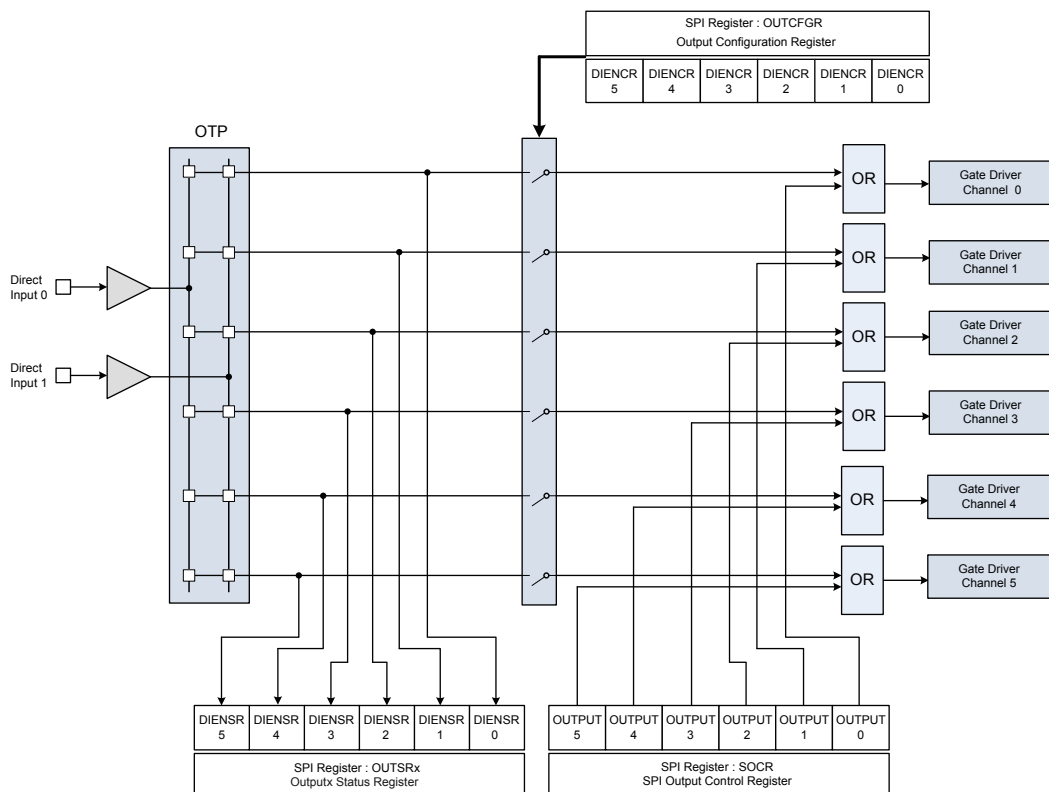 SPI Register : OUTCFGR
Output Configuration Register
DIENCR 5
DIENCR 4
DIENCR 3
DIENCR 2
DIENCR 1
DIENCR 0
OTP
Direct
Input 0
Direct
Input 1
OR
Gate Driver
Channel 0
OR
Gate Driver
Channel 1
OR
Gate Driver
Channel 2
OR
Gate Driver
Channel 3
OR
Gate Driver
Channel 4
OR
Gate Driver
Channel 5
DIENSR 5
DIENSR 4
DIENSR 3
DIENSR 2
DIENSR 1
DIENSR 0
SPI Register : OUTSRx
Outputx Status Register
OUTPUT 5
OUTPUT 4
OUTPUT 3
OUTPUT 2
OUTPUT 1
OUTPUT 0
SPI Register : SOCR
SPI Output Control Register